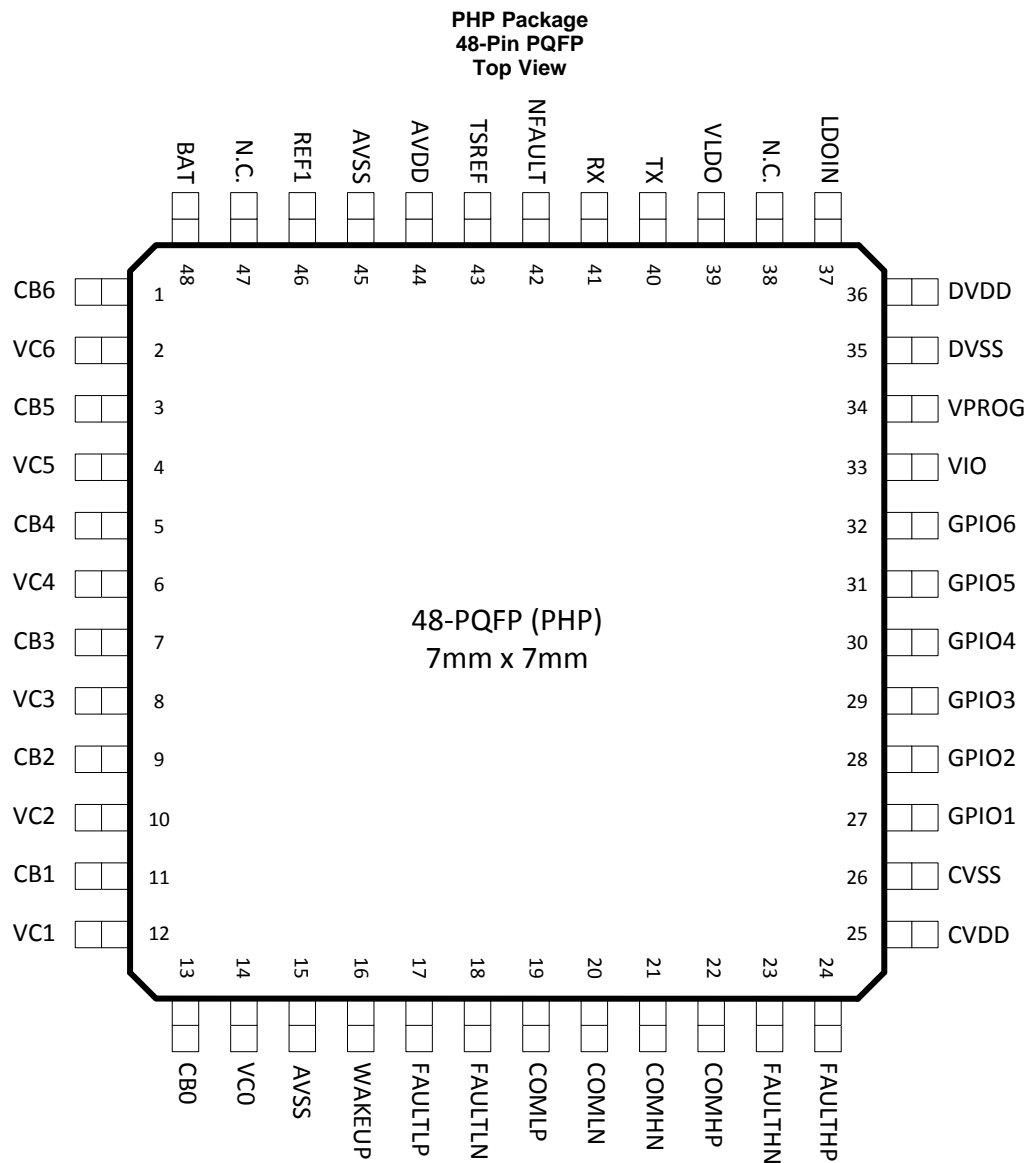 PHP Package
48-Pin PQFP
Top View
BAT
N.C.
REF1
AVSS
AVDD
TSREF
NFAULT
RX
TX
VLDO
N.C.
LDOIN
48
47
46
45
44
43
42
41
40
39
38
37
CB6 1 36 DVDD
VC6 2 35 DVSS
CB5 3 34 VPROG
VC5 4 33 VIO
CB4 5 32 GPIO6
VC4 6 31 GPIO5
CB3 7 30 GPIO4
VC3 8 29 GPIO3
CB2 9 28 GPIO2
VC2 10 27 GPIO1
CB1 11 26 CVSS
VC1 12 25 CVDD
48-PQFP (PHP)
7mm x 7mm
13
14
15
16
17
18
19
20
21
22
23
24
CB0
VC0
AVSS
WAKEUP
FAULTLP
FAULTLN
COMLP
COMLN
COMHN
COMHP
FAULTHN
FAULTHP